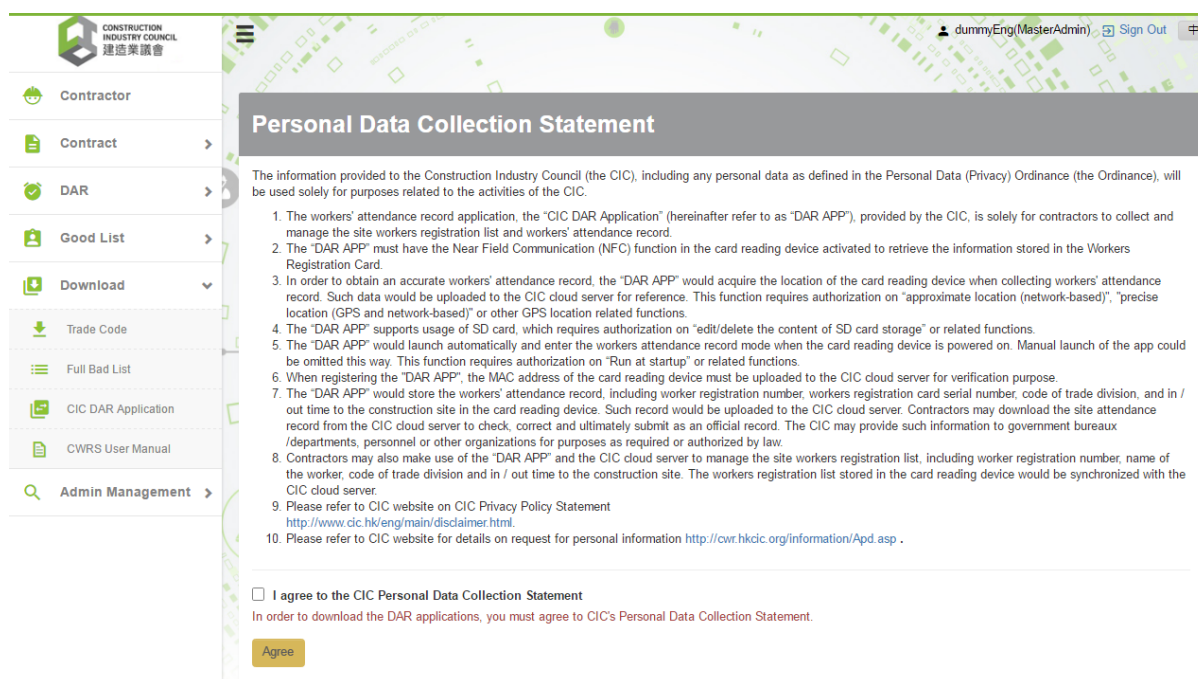 CONSTRUCTION
INDUSTRY COUNCIL
建造業議會
dummyEng(MasterAdmin)
Sign Out
中
Contractor
Contract
DAR
Good List
Download
Trade Code
Full Bad List
CIC DAR Application
CWRS User Manual
Admin Management
Personal Data Collection Statement
The information provided to the Construction Industry Council (the CIC), including any personal data as defined in the Personal Data (Privacy) Ordinance (the Ordinance), will
be used solely for purposes related to the activities of the CIC.
1. The workers' attendance record application, the “CIC DAR Application” (hereinafter refer to as “DAR APP”), provided by the CIC, is solely for contractors to collect and
manage the site workers registration list and workers' attendance record.
2. The “DAR APP” must have the Near Field Communication (NFC) function in the card reading device activated to retrieve the information stored in the Workers
Registration Card.
3. In order to obtain an accurate workers' attendance record, the “DAR APP” would acquire the location of the card reading device when collecting workers' attendance
record. Such data would be uploaded to the CIC cloud server for reference. This function requires authorization on “approximate location (network-based)", "precise
location (GPS and network-based)” or other GPS location related functions.
4. The “DAR APP” supports usage of SD card, which requires authorization on “edit/delete the content of SD card storage” or related functions.
5. The “DAR APP” would launch automatically and enter the workers attendance record mode when the card reading device is powered on. Manual launch of the app could
be omitted this way. This function requires authorization on “Run at startup” or related functions.
6. When registering the "DAR APP", the MAC address of the card reading device must be uploaded to the CIC cloud server for verification purpose.
7. The “DAR APP” would store the workers' attendance record, including worker registration number, workers registration card serial number, code of trade division, and in /
out time to the construction site in the card reading device. Such record would be uploaded to the CIC cloud server. Contractors may download the site attendance
record from the CIC cloud server to check, correct and ultimately submit as an official record. The CIC may provide such information to government bureaux
/departments, personnel or other organizations for purposes as required or authorized by law.
8. Contractors may also make use of the “DAR APP” and the CIC cloud server to manage the site workers registration list, including worker registration number, name of
the worker, code of trade division and in / out time to the construction site. The workers registration list stored in the card reading device would be synchronized with the
CIC cloud server.
9. Please refer to CIC website on CIC Privacy Policy Statement
http://www.cic.hk/eng/main/disclaimer.html.
10. Please refer to CIC website for details on request for personal information http://cwr.hkcic.org/information/Apd.asp .
I agree to the CIC Personal Data Collection Statement
In order to download the DAR applications, you must agree to CIC's Personal Data Collection Statement.
Agree